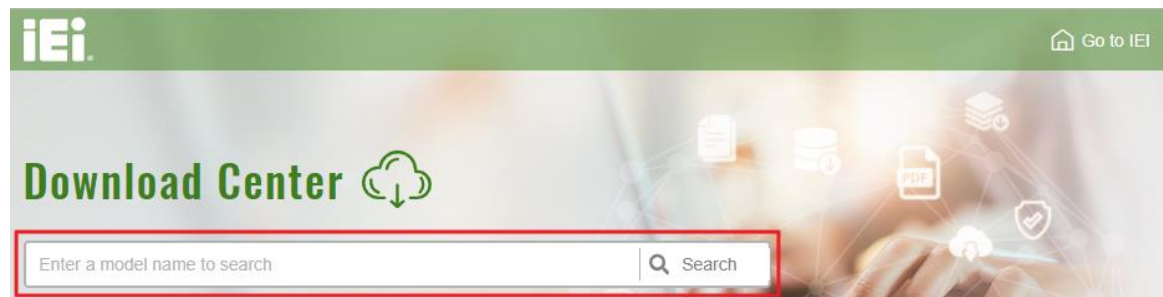 iEi
Go to IEI
Download Center
PDF
Enter a model name to search
Search